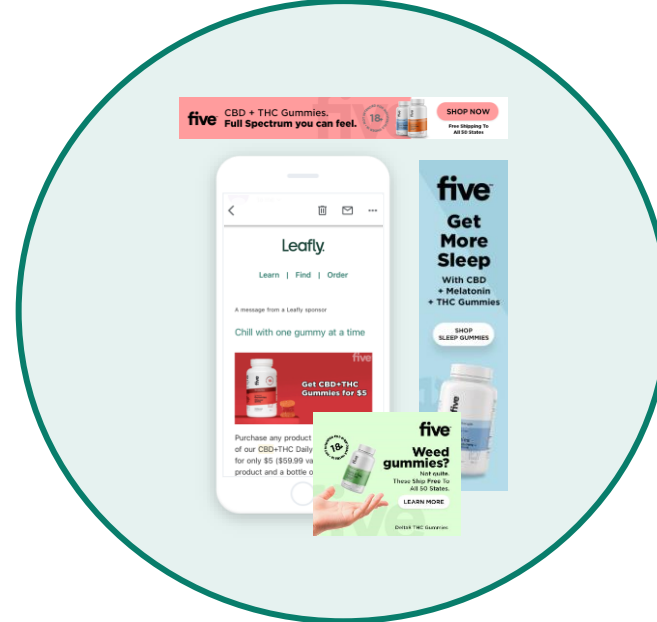 five
CBD + THC Gummies.
Full Spectrum you can feel.
18+
SHOP NOW
Free Shipping To
All 50 States
Leafly.
Learn | Find | Order
A message from a Leafly sponsor
Chill with one gummy at a time
five
five
Get CBD+THC
Gummies for $5
Purchase any product
of our CBD+THC Daily
for only $5 ($59.99 va
product and a bottle o
five
Get
More
Sleep
With CBD
+ Melatonin
+ THC Gummies
SHOP
SLEEP GUMMIES
five
five
18+
Weed
gummies?
Not quite.
These Ship Free To
All 50 States.
LEARN MORE
five